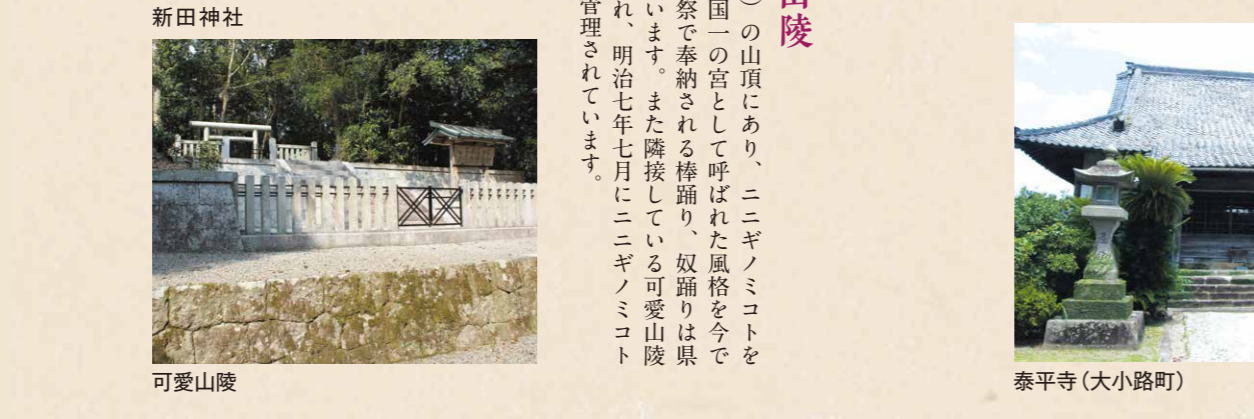 新田神社
山陵
）の山頂にあり、ニニギノミコトを
国一の宮として呼ばれた風格を今で
祭で奉納される棒踊り、奴踊りは県
います。また隣接している可愛山陵
れ、明治七年七月にニニギノミコト
管理されています。
可愛山陵
泰平寺（大小路町）